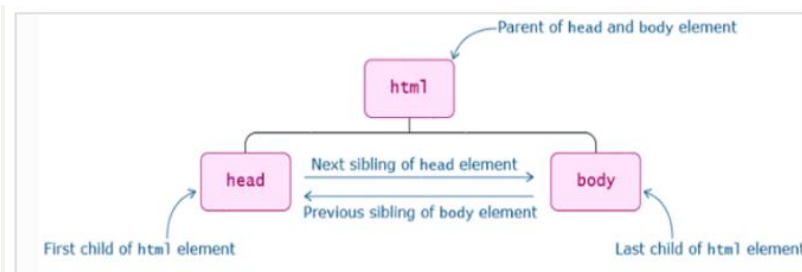 Parent of head and body element
html
Next sibling of head element
head
body
Previous sibling of body element
First child of html element
Last child of html element